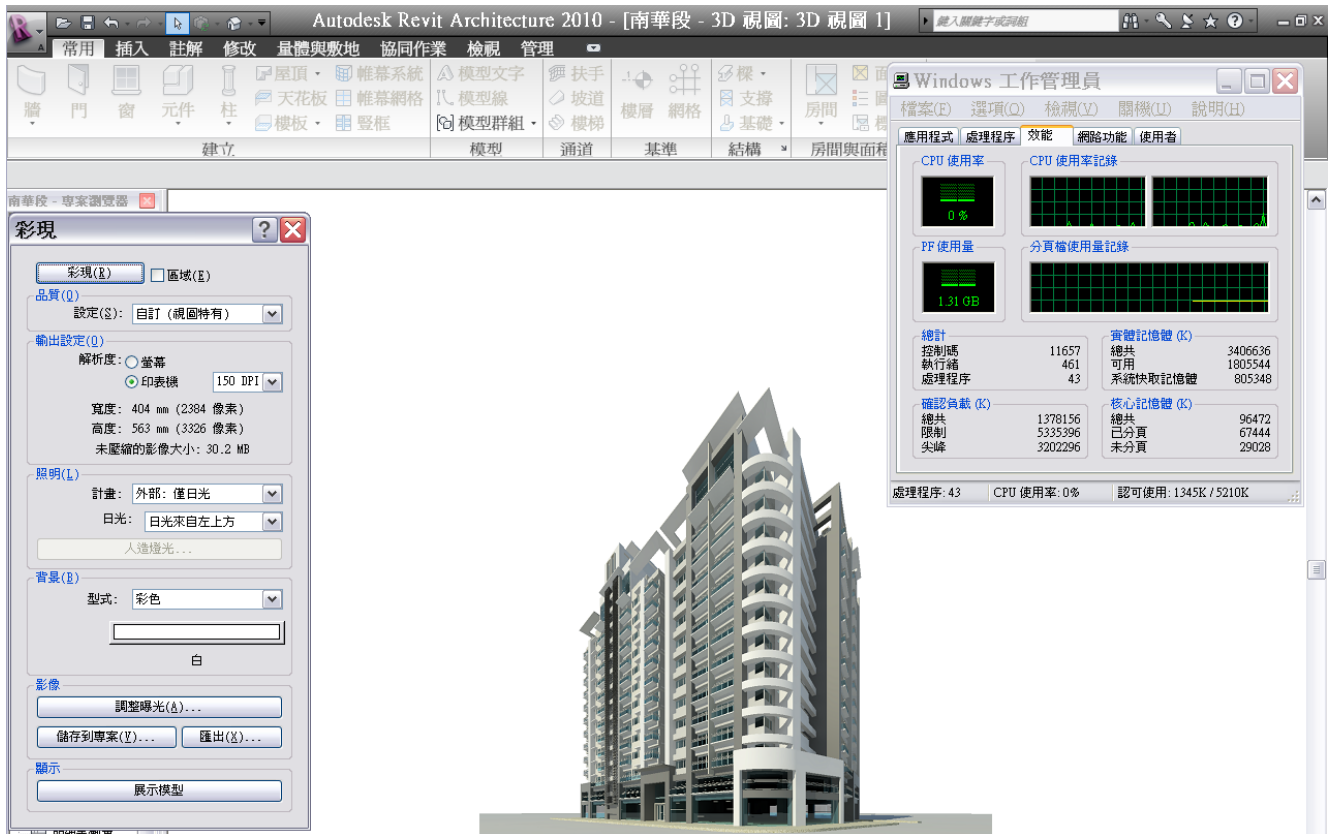 Autodesk Revit Architecture 2010 - [南華段 - 3D 視圖: 3D 視圖 1]
鍵入關鍵字或詞組
常用 插入 註解 修改 量體與敷地 協同作業 檢視 管理
牆 門 窗 元件 柱
屋頂 帷幕系統
天花板 帷幕網格
樓板 豎框
模型文字
模型線
模型群組
扶手
坡道
樓梯
樓層 網格
樑
支撐
基礎
房間
建立 模型 通道 基準 結構 房間與面積
南華段 - 專案瀏覽器
彩現
彩現(R) 區域(E)
品質(Q)
設定(S): 自訂 (視圖特有)
輸出設定(O)
解析度: 螢幕
印表機 150 DPI
寬度: 404 mm (2384 像素)
高度: 563 mm (3326 像素)
未壓縮的影像大小: 30.2 MB
照明(L)
計畫: 外部: 僅日光
日光: 日光來自左上方
人造燈光...
背景(B)
型式: 彩色
白
影像
調整曝光(A)...
儲存到專案(V)... 匯出(X)...
顯示
展示模型
Windows 工作管理員
檔案(F) 選項(O) 檢視(V) 關機(U) 說明(H)
應用程式 處理程序 效能 網路功能 使用者
CPU 使用率 CPU 使用率記錄
0 %
PF 使用量 分頁檔使用量記錄
1.31 GB
總計
控制碼 11657
執行緒 461
處理程序 43
實體記憶體 (K)
總共 3406636
可用 1805544
系統快取記憶體 805348
確認負載 (K)
總共 1378156
限制 5335396
尖峰 3202296
核心記憶體 (K)
總共 96472
已分頁 67444
未分頁 29028
處理程序: 43 CPU 使用率: 0% 認可使用: 1345K / 5210K